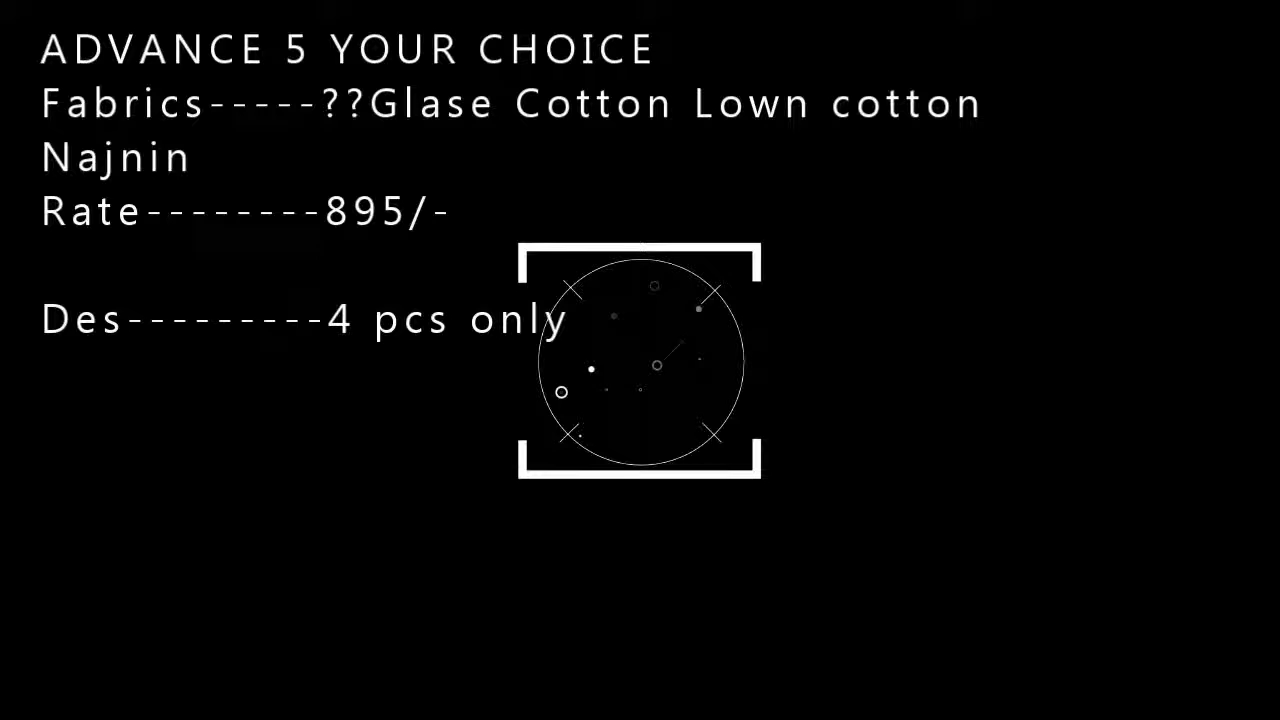 ADVANCE 5 YOUR CHOICE
Fabrics-----??Glase Cotton Lown cotton
Najnin
Rate--------895/-
Des---------4 pcs only